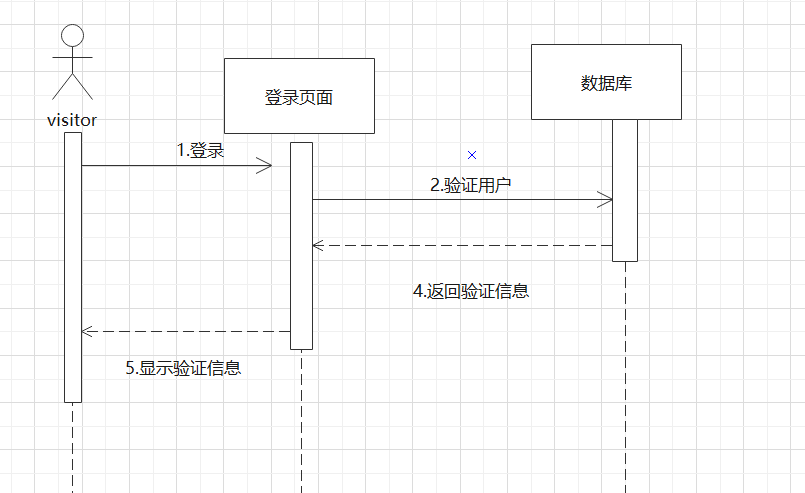 visitor
登录页面
数据库
1.登录
2.验证用户
4.返回验证信息
5.显示验证信息